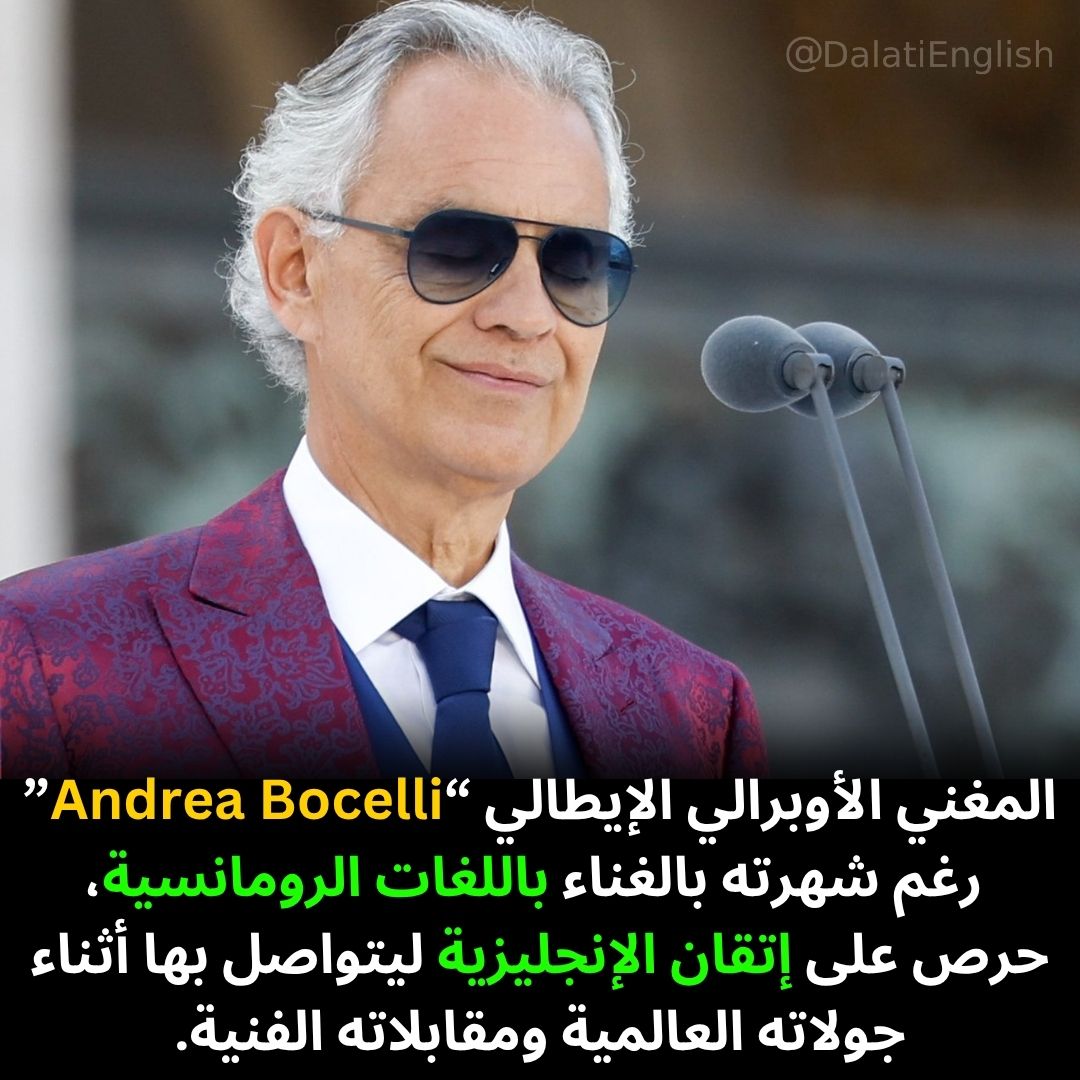 @DalatiEnglish
المغني الأوبرالي الإيطالي “Andrea Bocelli”
رغم شهرته بالغناء باللغات الرومانسية،
حرص على إتقان الإنجليزية ليتواصل بها أثناء
جولاته العالمية ومقابلاته الفنية.